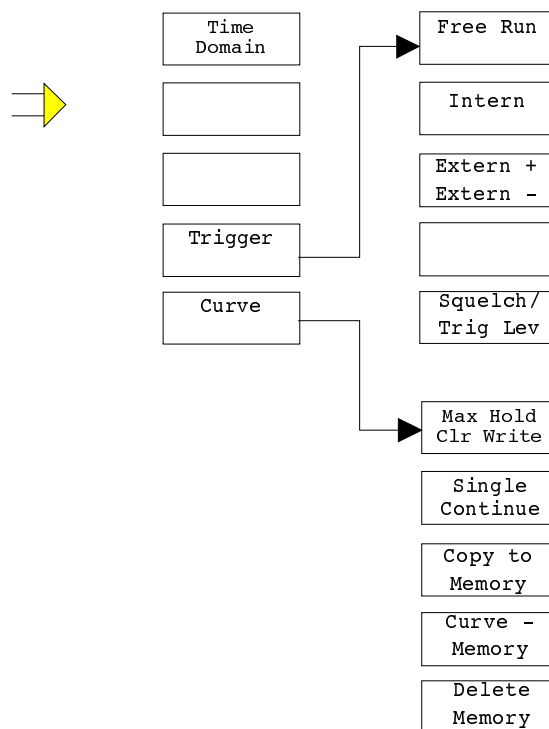 Time
Domain
Trigger
Curve
Free Run
Intern
Extern +
Extern -
Squelch/
Trig Lev
Max Hold
Clr Write
Single
Continue
Copy to
Memory
Curve -
Memory
Delete
Memory